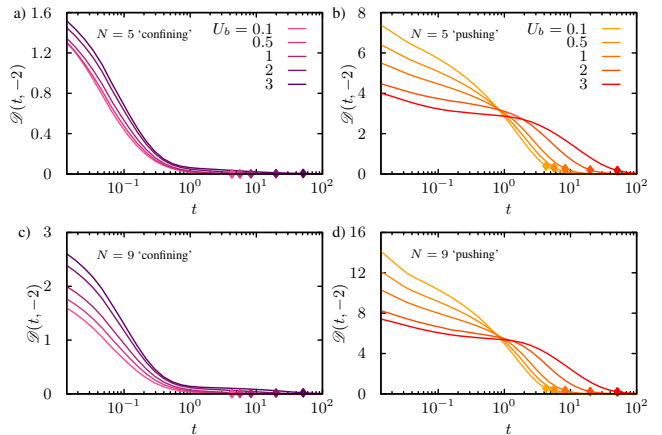 a)
N = 5 ‘confining’
U_b = 0.1
0.5
1
2
3
𝒟(t, −2)
1.6
1.2
0.8
0.4
0
10^−1
10^0
10^1
10^2
t
b)
N = 5 ‘pushing’
U_b = 0.1
0.5
1
2
3
𝒟(t, −2)
8
6
4
2
0
10^−1
10^0
10^1
10^2
t
c)
N = 9 ‘confining’
𝒟(t, −2)
3
2
1
0
10^−1
10^0
10^1
10^2
t
d)
N = 9 ‘pushing’
𝒟(t, −2)
16
12
8
4
0
10^−1
10^0
10^1
10^2
t